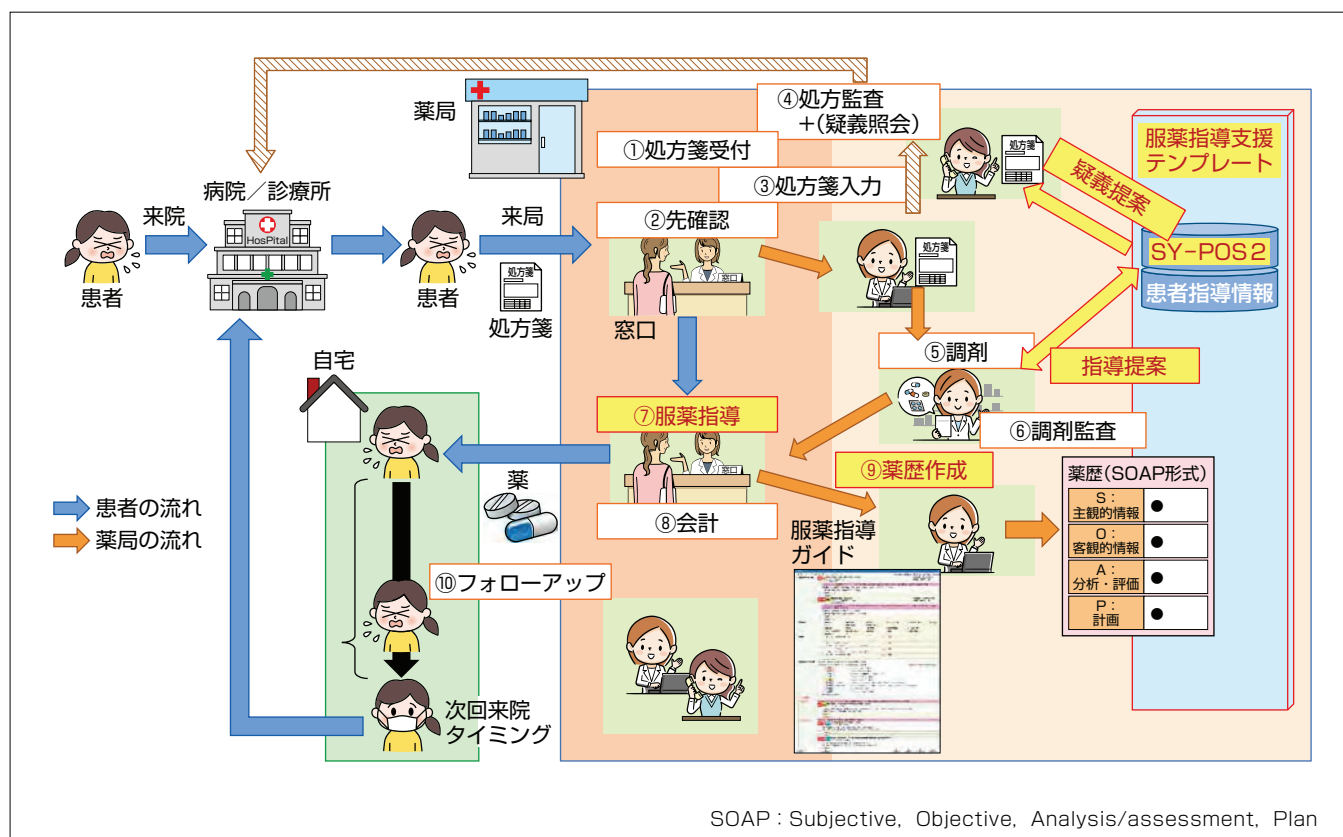 薬局
④処方監査
+(疑義照会)
①処方箋受付
③処方箋入力
処方箋
服薬指導支援
テンプレート
疑義提案
病院／診療所
来院
HosPital
来局
②先確認
窓口
処方箋
SY-POS2
患者指導情報
患者
患者
処方箋
窓口
⑤調剤
指導提案
自宅
⑦服薬指導
窓口
⑥調剤監査
⑨薬歴作成
薬歴(SOAP形式)
S：
主観的情報
●
O：
客観的情報
●
A：
分析・評価
●
P：
計画
●
患者の流れ
薬局の流れ
薬
⑧会計
服薬指導
ガイド
⑩フォローアップ
次回来院
タイミング
SOAP：Subjective, Objective, Analysis/assessment, Plan